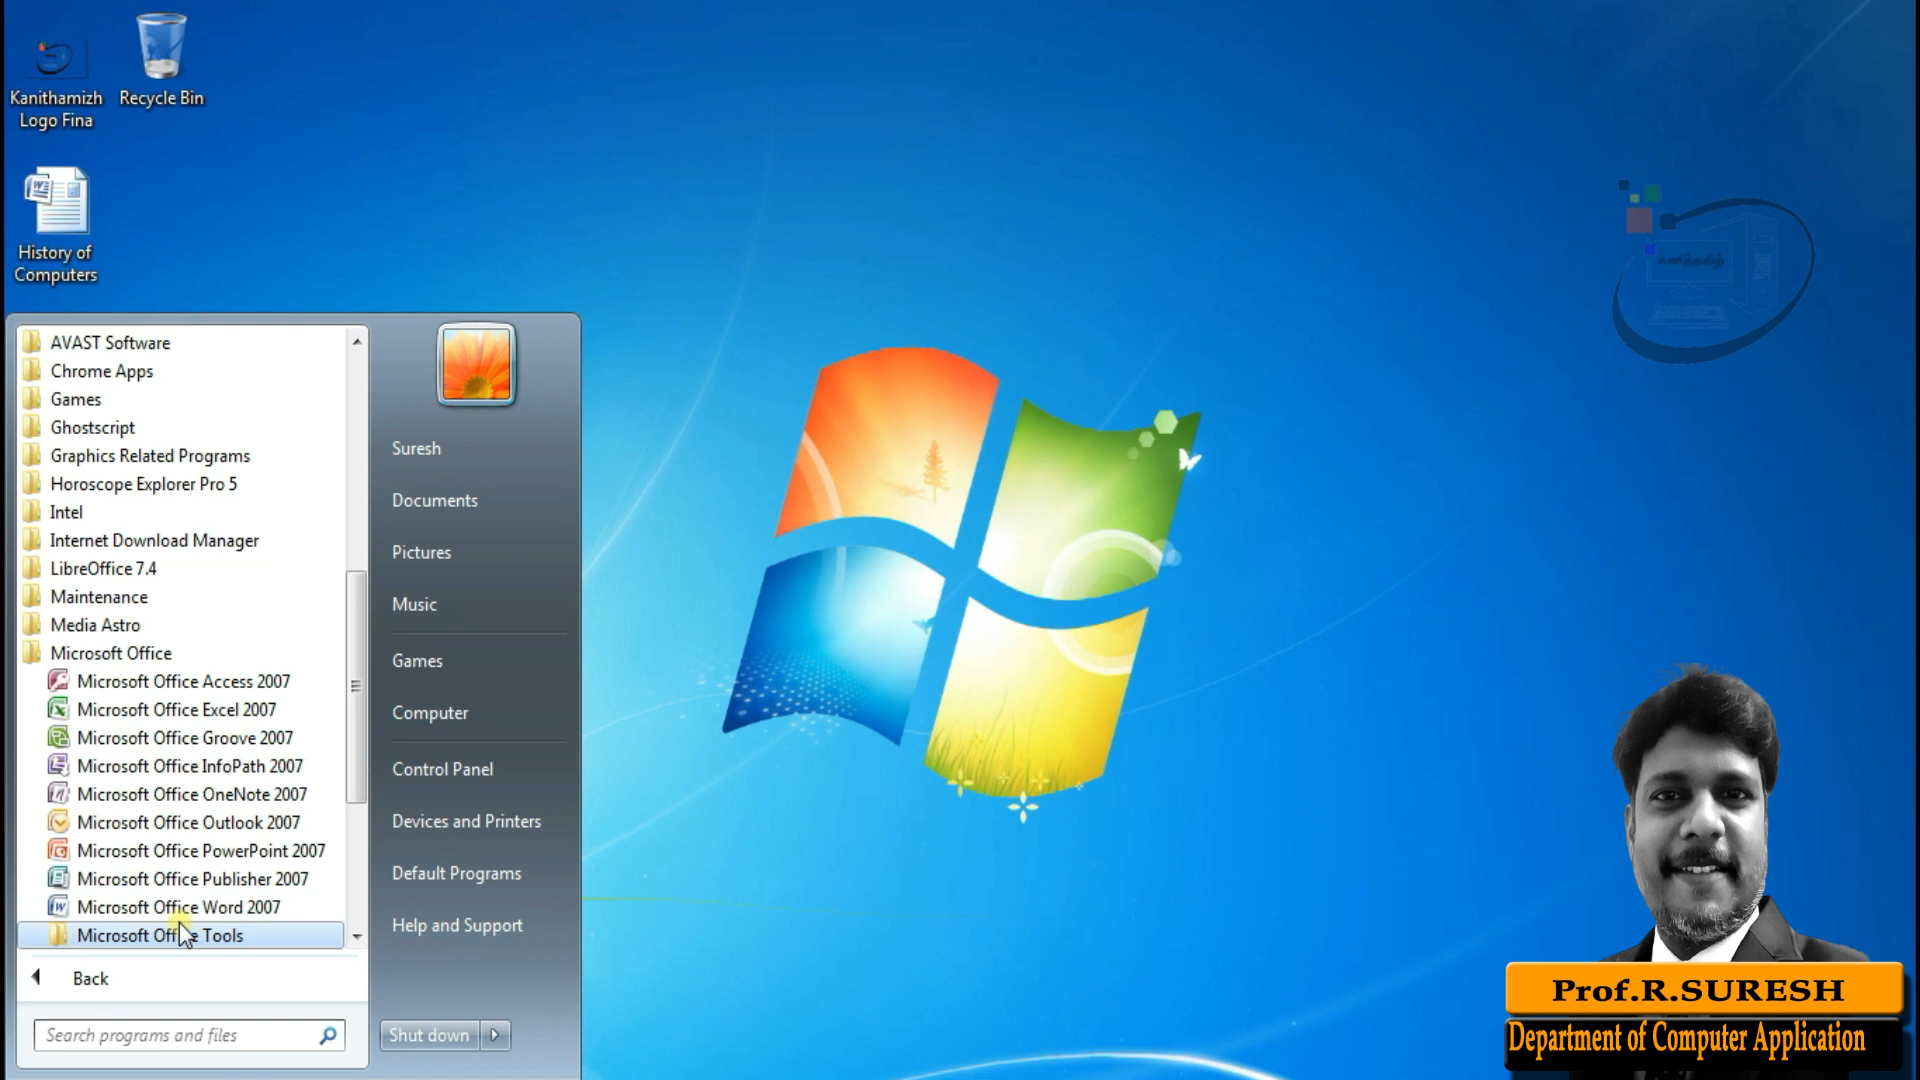 Kanithamizh
Logo Fina
Recycle Bin
History of
Computers
கணித்தமிழ்
AVAST Software
Chrome Apps
Games
Ghostscript
Graphics Related Programs
Horoscope Explorer Pro 5
Intel
Internet Download Manager
LibreOffice 7.4
Maintenance
Media Astro
Microsoft Office
Microsoft Office Access 2007
Microsoft Office Excel 2007
Microsoft Office Groove 2007
Microsoft Office InfoPath 2007
Microsoft Office OneNote 2007
Microsoft Office Outlook 2007
Microsoft Office PowerPoint 2007
Microsoft Office Publisher 2007
Microsoft Office Word 2007
Microsoft Office Tools
Back
Search programs and files
Suresh
Documents
Pictures
Music
Games
Computer
Control Panel
Devices and Printers
Default Programs
Help and Support
Shut down
Prof.R.SURESH
Department of Computer Application